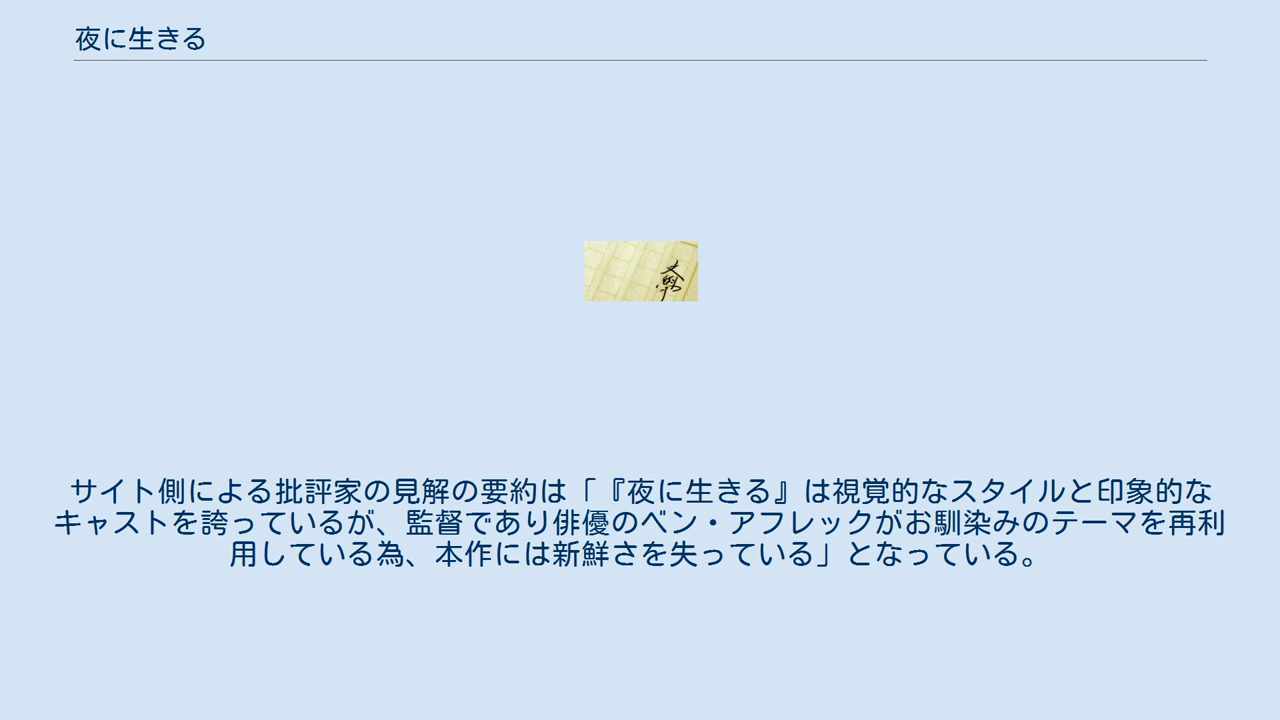 夜に生きる
サイト側による批評家の見解の要約は「『夜に生きる』は視覚的なスタイルと印象的な
キャストを誇っているが、監督であり俳優のベン・アフレックがお馴染みのテーマを再利
用している為、本作には新鮮さを失っている」となっている。